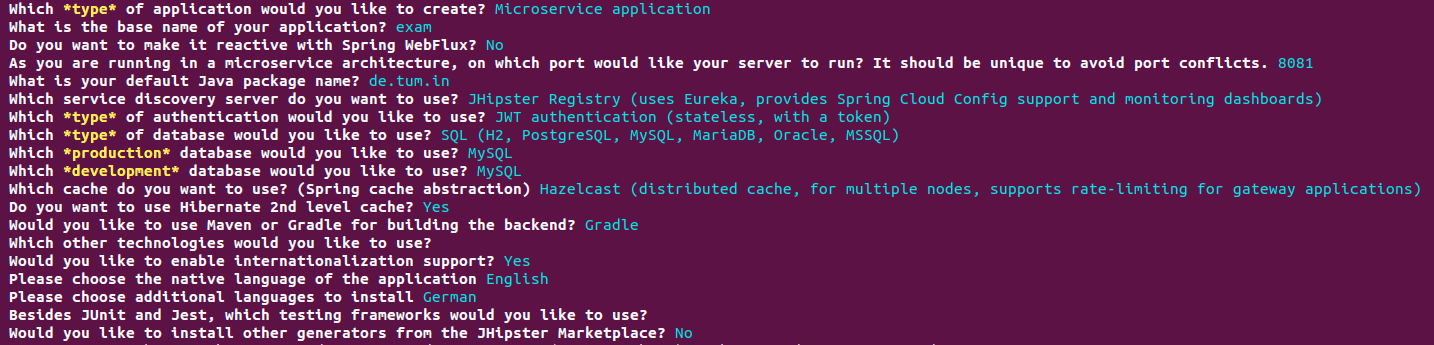 Which *type* of application would you like to create? Microservice application
What is the base name of your application? exam
Do you want to make it reactive with Spring WebFlux? No
As you are running in a microservice architecture, on which port would like your server to run? It should be unique to avoid port conflicts. 8081
What is your default Java package name? de.tum.in
Which service discovery server do you want to use? JHipster Registry (uses Eureka, provides Spring Cloud Config support and monitoring dashboards)
Which *type* of authentication would you like to use? JWT authentication (stateless, with a token)
Which *type* of database would you like to use? SQL (H2, PostgreSQL, MySQL, MariaDB, Oracle, MSSQL)
Which *production* database would you like to use? MySQL
Which *development* database would you like to use? MySQL
Which cache do you want to use? (Spring cache abstraction) Hazelcast (distributed cache, for multiple nodes, supports rate-limiting for gateway applications)
Do you want to use Hibernate 2nd level cache? Yes
Would you like to use Maven or Gradle for building the backend? Gradle
Which other technologies would you like to use?
Would you like to enable internationalization support? Yes
Please choose the native language of the application English
Please choose additional languages to install German
Besides JUnit and Jest, which testing frameworks would you like to use?
Would you like to install other generators from the JHipster Marketplace? No